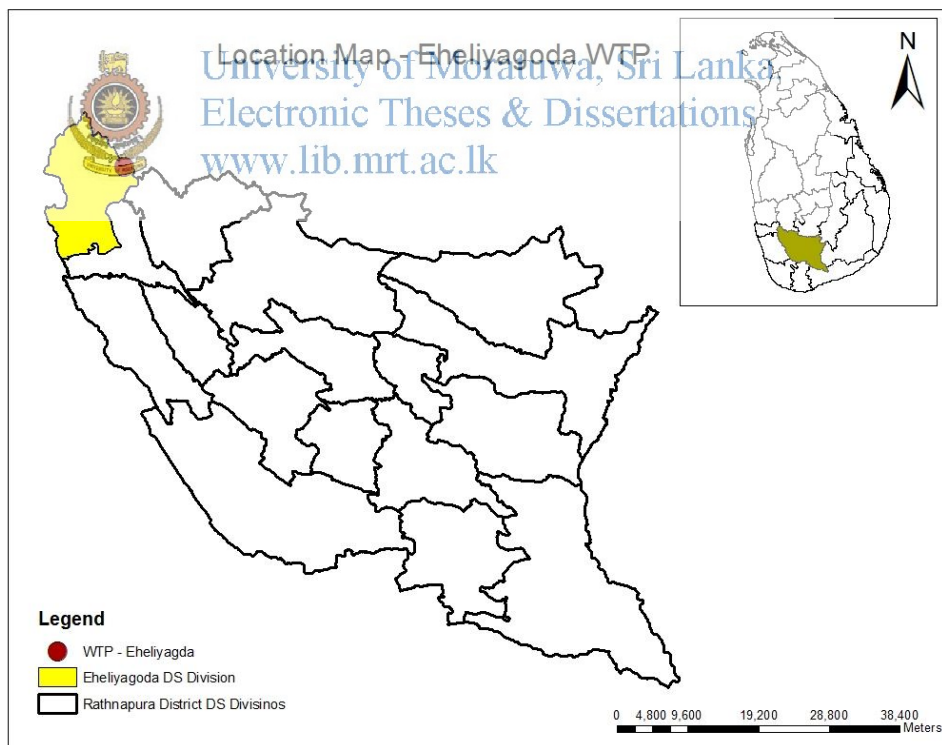 Location Map - Eheliyagoda WTP
University of Moratuwa, Sri Lanka
Electronic Theses & Dissertations
www.lib.mrt.ac.lk
N
Legend
WTP - Eheliyagda
Eheliyagoda DS Division
Rathnapura District DS Divisinos
0 4,800 9,600 19,200 28,800 38,400
Meters